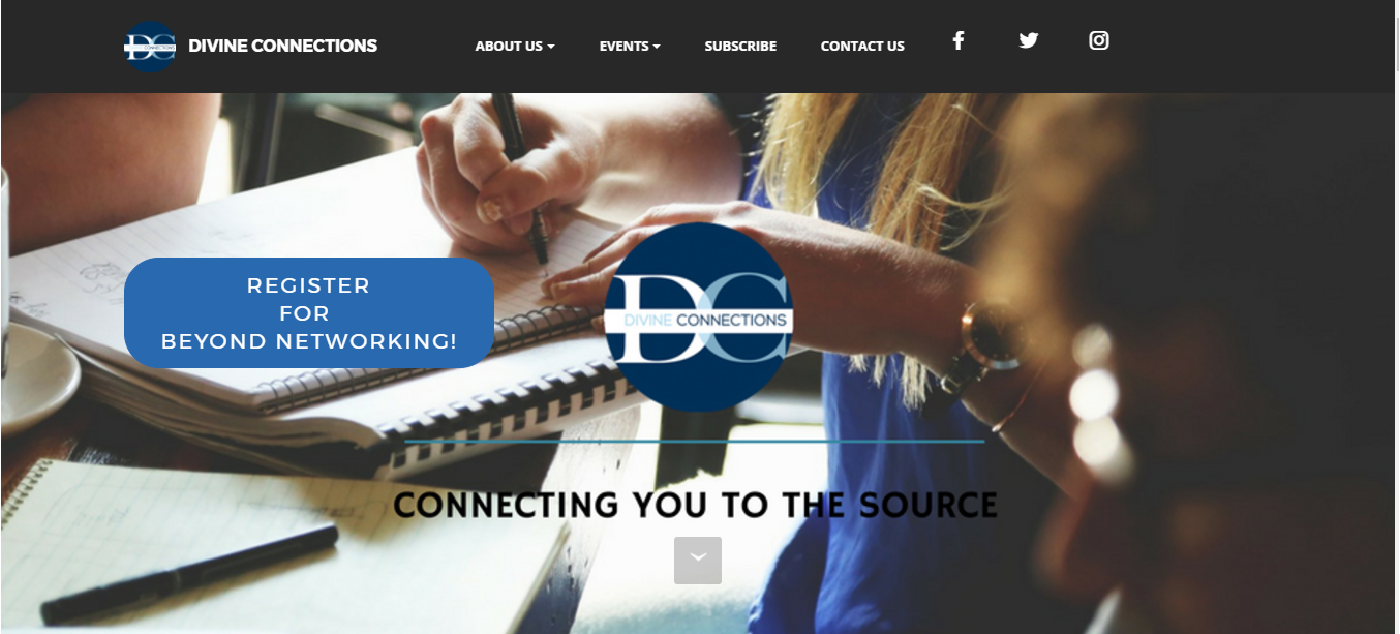 DC
CONNECTIONS
DIVINE CONNECTIONS
ABOUT US
EVENTS
SUBSCRIBE
CONTACT US
REGISTER
FOR
BEYOND NETWORKING!
DC
DIVINE CONNECTIONS
CONNECTING YOU TO THE SOURCE